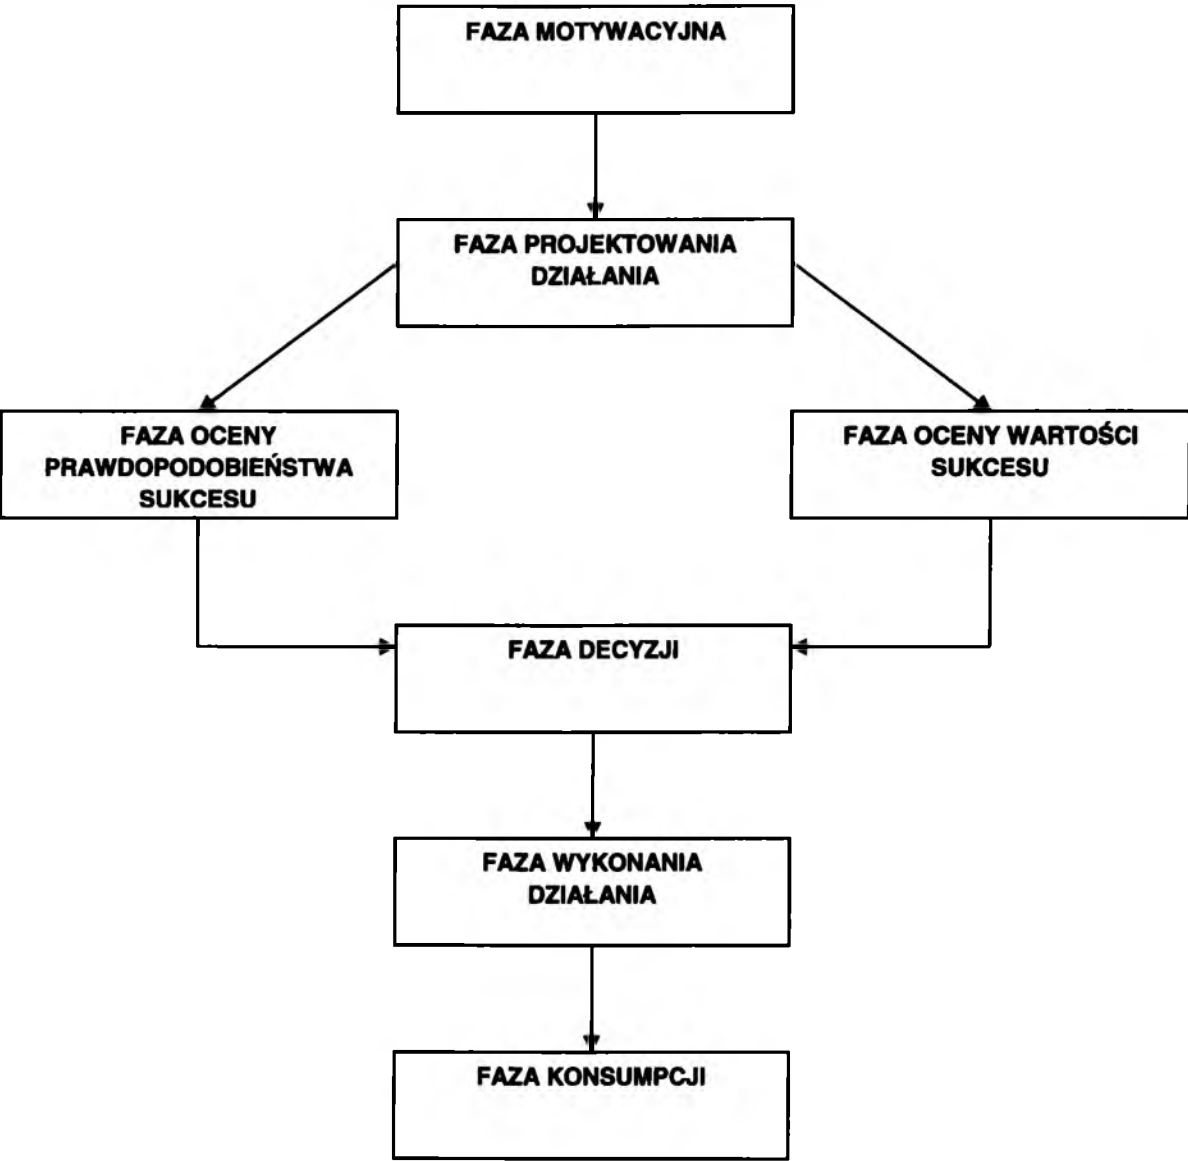 FAZA MOTYWACYJNA
FAZA PROJEKTOWANIA
DZIAŁANIA
FAZA OCENY
PRAWDOPODOBIEŃSTWA
SUKCESU
FAZA OCENY WARTOŚCI
SUKCESU
FAZA DECYZJI
FAZA WYKONANIA
DZIAŁANIA
FAZA KONSUMPCJI